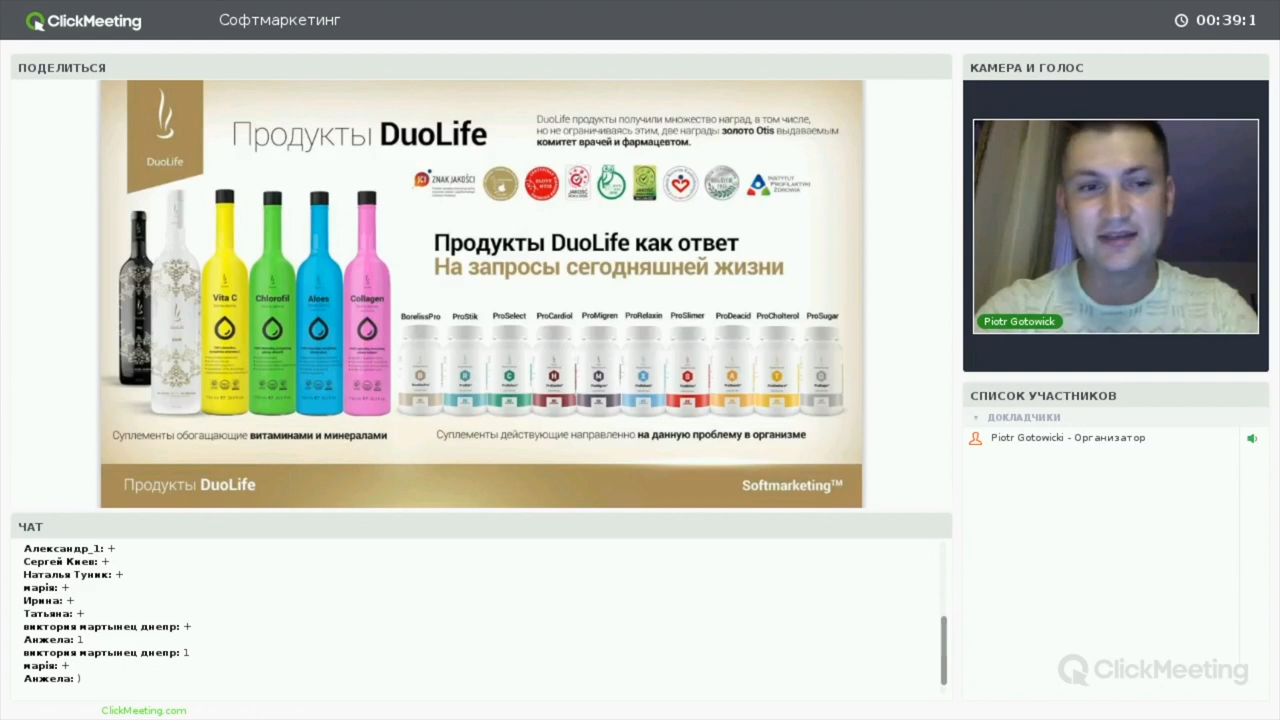 ClickMeeting
Софтмаркетинг
00:39:1
ПОДЕЛИТЬСЯ
DuoLife
Продукты DuoLife
DuoLife продукты получили множество наград, в том числе,
но не ограничиваясь этим, две награды золото Otis выдаваемым
комитет врачей и фармацевтом.
ZNAK JAKOŚCI
INSTYTUT
PROFILAKTYKI
ZDROWIA
Продукты DuoLife как ответ
На запросы сегодняшней жизни
Vita C
Chlorofil
Aloes
Collagen
BorelissPro
ProStik
ProSelect
ProCardiol
ProMigren
ProRelaxin
ProSlimer
ProDeacid
ProCholterol
ProSugar
Суплементы обогащающие витаминами и минералами
Суплементы действующие направленно на данную проблему в организме
Продукты DuoLife
Softmarketing™
ЧАТ
Александр_1: +
Сергей Киев: +
Наталья Туник: +
марія: +
Ирина: +
Татьяна: +
виктория мартынец днепр: +
Анжела: 1
виктория мартынец днепр: 1
марія: +
Анжела: )
ClickMeeting.com
КАМЕРА И ГОЛОС
Piotr Gotowick
СПИСОК УЧАСТНИКОВ
ДОКЛАДЧИКИ
Piotr Gotowicki - Организатор
ClickMeeting